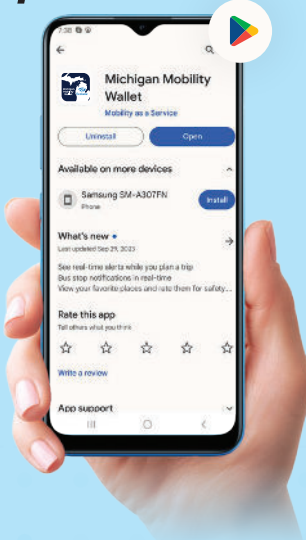 7:38
Michigan Mobility
Wallet
Mobility as a Service
Uninstall
Open
Available on more devices
Samsung SM-A307FN
Phone
Install
What's new
Last updated Sep 29, 2023
See real-time alerts while you plan a trip
Bus stop notifications in real-time
View your favorite places and rate them for safety...
Rate this app
Tell others what you think
Write a review
App support